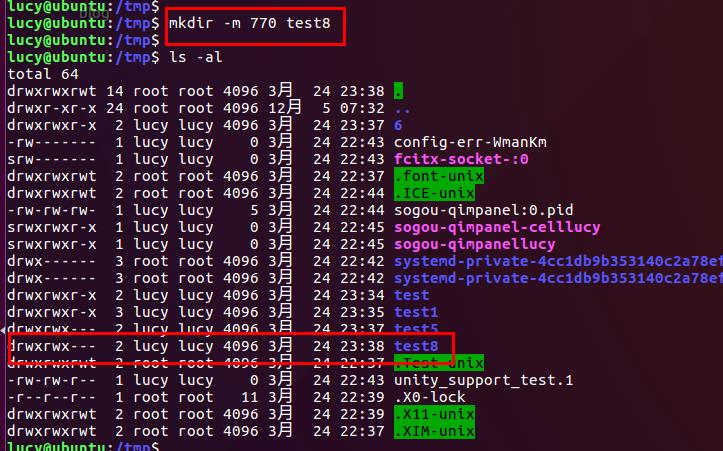 lucy@ubuntu:/tmp$
lucy@ubuntu:/tmp$ mkdir -m 770 test8
lucy@ubuntu:/tmp$
lucy@ubuntu:/tmp$ ls -al
total 64
drwxrwxrwt 14 root root 4096 3月 24 23:38 .
drwxr-xr-x 24 root root 4096 12月 5 07:32 ..
drwxrwxr-x 2 lucy lucy 4096 3月 24 23:37 6
-rw------- 1 lucy lucy 0 3月 24 22:43 config-err-WmanKm
srw------- 1 lucy lucy 0 3月 24 22:43 fcitx-socket-:0
drwxrwxrwt 2 root root 4096 3月 24 22:37 .font-unix
drwxrwxrwt 2 root root 4096 3月 24 22:44 .ICE-unix
-rw-rw-rw- 1 lucy lucy 5 3月 24 22:44 sogou-qimpanel:0.pid
srwxrwxr-x 1 lucy lucy 0 3月 24 22:45 sogou-qimpanel-celllucy
srwxrwxr-x 1 lucy lucy 0 3月 24 22:45 sogou-qimpanellucy
drwx------ 3 root root 4096 3月 24 22:42 systemd-private-4cc1db9b353140c2a78ef
drwx------ 3 root root 4096 3月 24 22:42 systemd-private-4cc1db9b353140c2a78ef
drwxrwxr-x 2 lucy lucy 4096 3月 24 23:34 test
drwxrwxr-x 3 lucy lucy 4096 3月 24 23:35 test1
drwxrwx--- 2 lucy lucy 4096 3月 24 23:37 test5
drwxrwx--- 2 lucy lucy 4096 3月 24 23:38 test8
drwxrwxrwt 2 root root 4096 3月 24 22:37 .Test-unix
-rw-rw-r-- 1 lucy lucy 0 3月 24 22:43 unity_support_test.1
-r--r--r-- 1 root root 11 3月 24 22:39 .X0-lock
drwxrwxrwt 2 root root 4096 3月 24 22:39 .X11-unix
drwxrwxrwt 2 root root 4096 3月 24 22:37 .XIM-unix
lucy@ubuntu:/tmp$